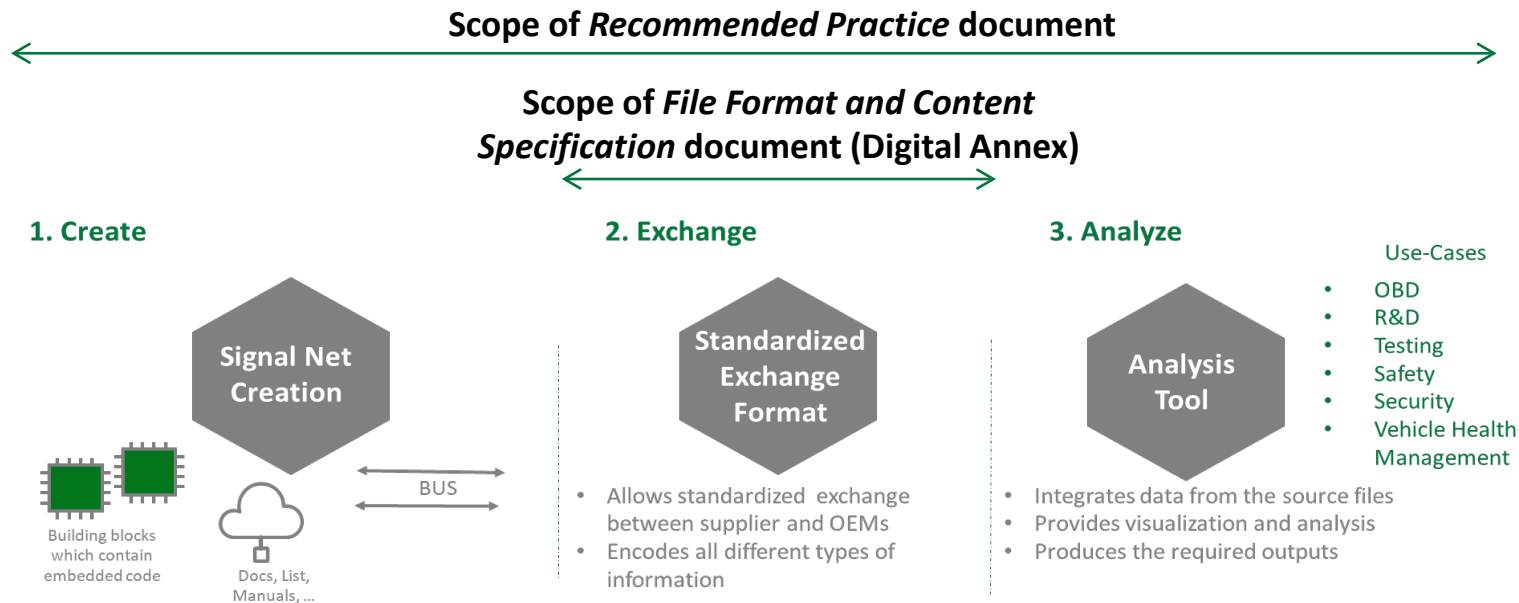 Scope of Recommended Practice document
Scope of File Format and Content
Specification document (Digital Annex)
1. Create
2. Exchange
3. Analyze
Signal Net
Creation
Building blocks
which contain
embedded code
Docs, List,
Manuals, ...
BUS
Standardized
Exchange
Format
• Allows standardized exchange
between supplier and OEMs
• Encodes all different types of
information
Analysis
Tool
• Integrates data from the source files
• Provides visualization and analysis
• Produces the required outputs
Use-Cases
• OBD
• R&D
• Testing
• Safety
• Security
• Vehicle Health
Management